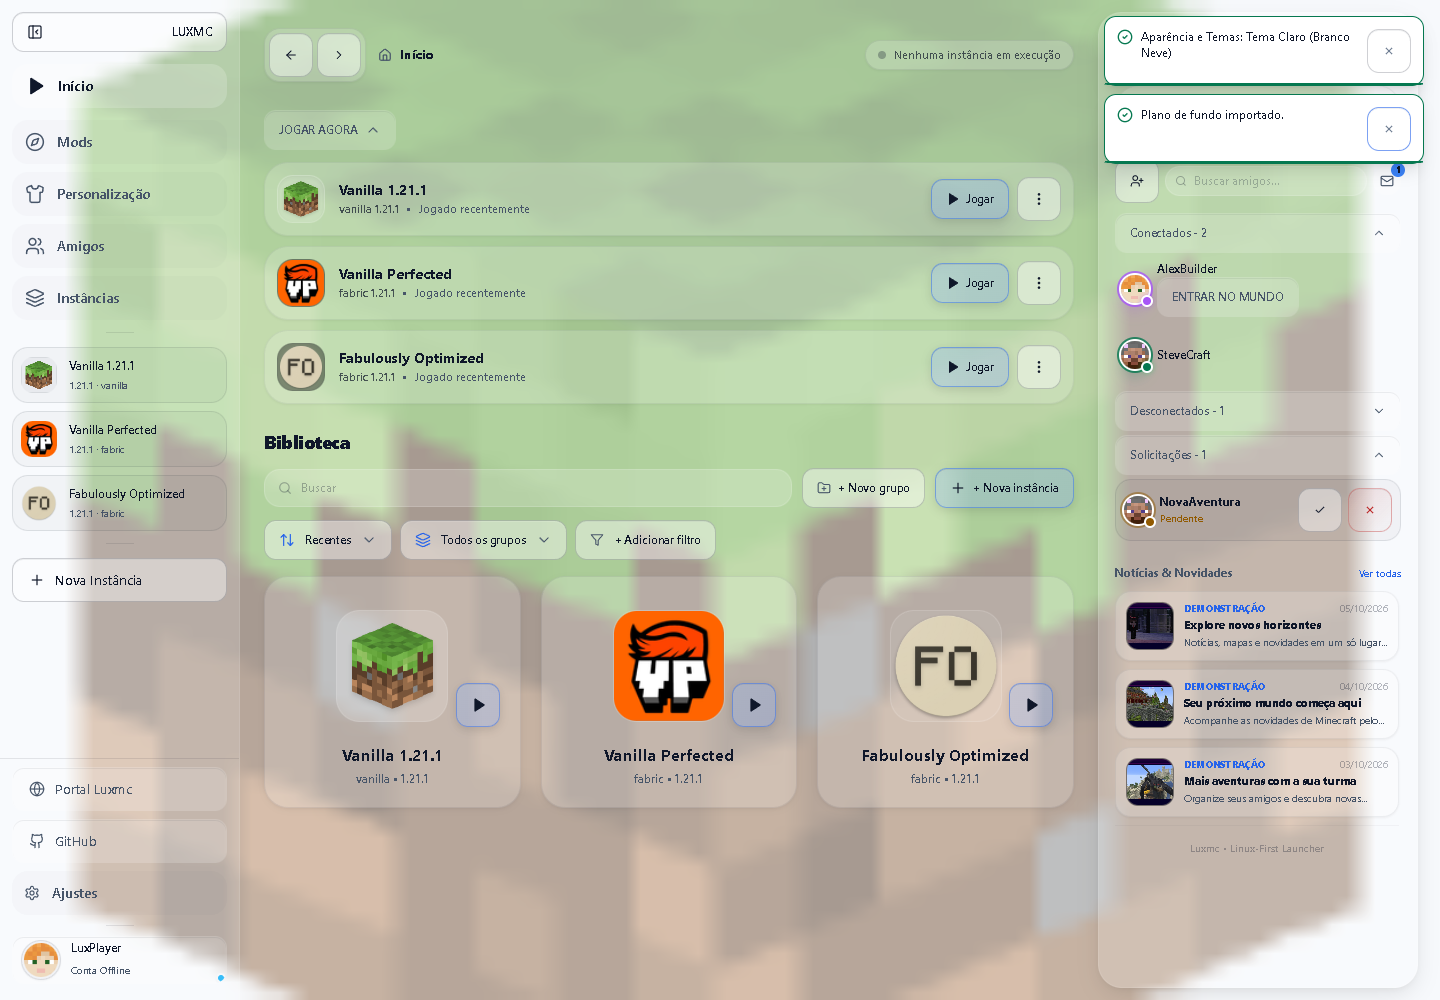 LUXMC
Início
Mods
Personalização
Amigos
Instâncias
Vanilla 1.21.1
1.21.1 · vanilla
Vanilla Perfected
1.21.1 · fabric
Fabulously Optimized
1.21.1 · fabric
Nova Instância
Portal Luxmc
GitHub
Ajustes
LuxPlayer
Conta Offline
Início
Nenhuma instância em execução
JOGAR AGORA
Vanilla 1.21.1
vanilla 1.21.1 • Jogado recentemente
Jogar
Vanilla Perfected
fabric 1.21.1 • Jogado recentemente
Jogar
Fabulously Optimized
fabric 1.21.1 • Jogado recentemente
Jogar
Biblioteca
Buscar
+ Novo grupo
+ Nova instância
Recentes
Todos os grupos
+ Adicionar filtro
Vanilla 1.21.1
vanilla • 1.21.1
VP
Vanilla Perfected
fabric • 1.21.1
FO
Fabulously Optimized
fabric • 1.21.1
Aparência e Temas: Tema Claro (Branco
Neve)
Plano de fundo importado.
Buscar amigos...
1
Conectados - 2
AlexBuilder
ENTRAR NO MUNDO
SteveCraft
Desconectados - 1
Solicitações - 1
NovaAventura
Pendente
Notícias & Novidades
Ver todas
DEMONSTRAÇÃO
05/10/2026
Explore novos horizontes
Notícias, mapas e novidades em um só lugar...
DEMONSTRAÇÃO
04/10/2026
Seu próximo mundo começa aqui
Acompanhe as novidades de Minecraft pelo...
DEMONSTRAÇÃO
03/10/2026
Mais aventuras com a sua turma
Organize seus amigos e descubra novas...
Luxmc • Linux-First Launcher